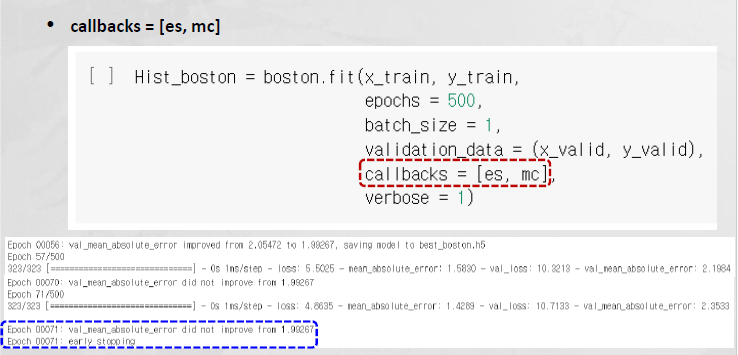 • callbacks = [es, mc]
[ ] Hist_boston = boston.fit(x_train, y_train,
epochs = 500,
batch_size = 1,
validation_data = (x_valid, y_valid),
callbacks = [es, mc],
verbose = 1)
Epoch 00056: val_mean_absolute_error improved from 2.05472 to 1.99267, saving model to best_boston.h5
Epoch 57/500
323/323 [==============================] - 0s 1ms/step - loss: 5.5025 - mean_absolute_error: 1.5830 - val_loss: 10.3213 - val_mean_absolute_error: 2.1984
Epoch 00070: val_mean_absolute_error did not improve from 1.99267
Epoch 71/500
323/323 [==============================] - 0s 1ms/step - loss: 4.8635 - mean_absolute_error: 1.4289 - val_loss: 10.7133 - val_mean_absolute_error: 2.3533
Epoch 00071: val_mean_absolute_error did not improve from 1.99267
Epoch 00071: early stopping